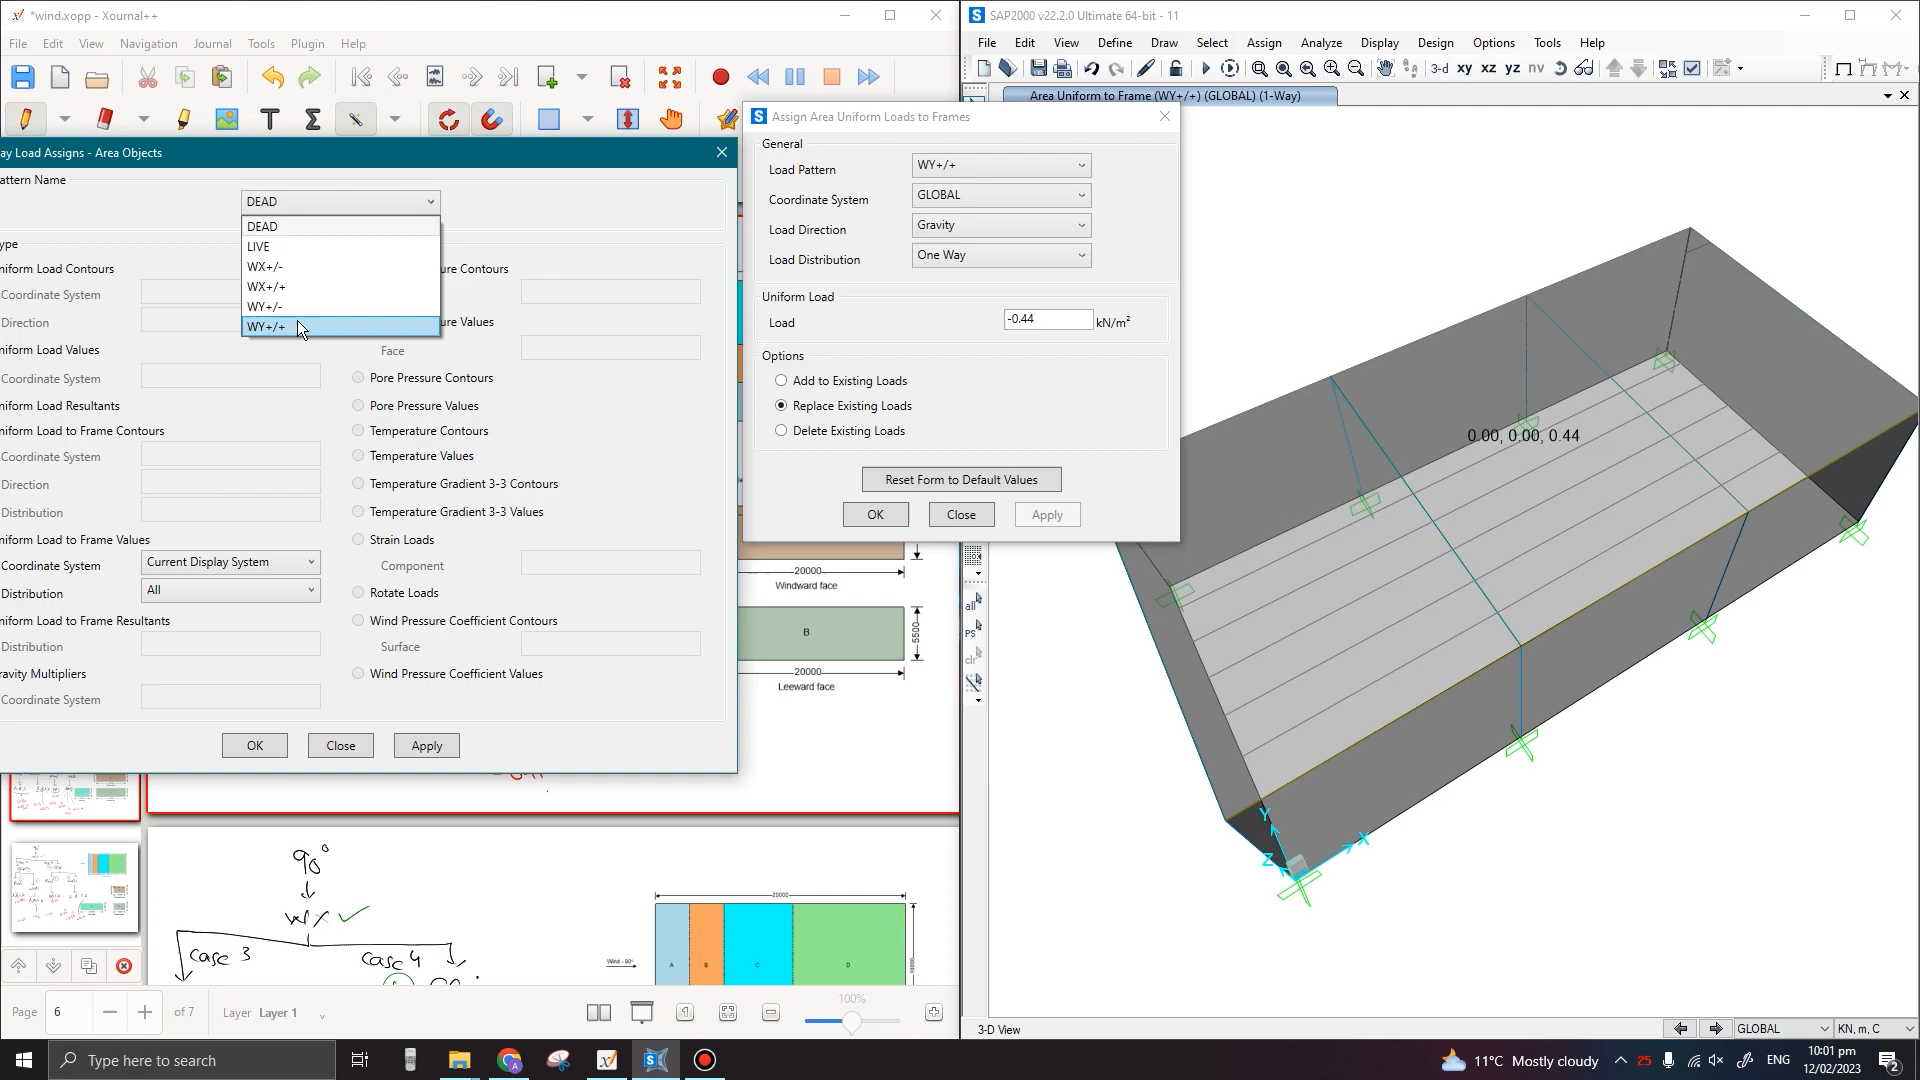 *wind.xopp - Xournal++
File Edit View Navigation Journal Tools Plugin Help
ay Load Assigns - Area Objects
attern Name
DEAD
DEAD
LIVE
WX+/-
WX+/+
WY+/-
WY+/+
ype
niform Load Contours
Coordinate System
Direction
niform Load Values
Coordinate System
niform Load Resultants
niform Load to Frame Contours
Coordinate System
Direction
Distribution
niform Load to Frame Values
Coordinate System Current Display System
Distribution All
niform Load to Frame Resultants
Distribution
ravity Multipliers
Coordinate System
ure Contours
ure Values
Face
Pore Pressure Contours
Pore Pressure Values
Temperature Contours
Temperature Values
Temperature Gradient 3-3 Contours
Temperature Gradient 3-3 Values
Strain Loads
Component
Rotate Loads
Wind Pressure Coefficient Contours
Surface
Wind Pressure Coefficient Values
OK Close Apply
Assign Area Uniform Loads to Frames
General
Load Pattern WY+/+
Coordinate System GLOBAL
Load Direction Gravity
Load Distribution One Way
Uniform Load
Load -0.44 kN/m²
Options
Add to Existing Loads
Replace Existing Loads
Delete Existing Loads
Reset Form to Default Values
OK Close Apply
20000
Windward face
B
5500
20000
Leeward face
90°
WX
case 3 case 4
20000
Wind - 90°
A B C D
Page 6 of 7 Layer Layer 1
100%
SAP2000 v22.2.0 Ultimate 64-bit - 11
File Edit View Define Draw Select Assign Analyze Display Design Options Tools Help
3-d xy xz yz nv
Area Uniform to Frame (WY+/+) (GLOBAL) (1-Way)
all
PS
clr
0.00, 0.00, 0.44
Y
X
Z
3-D View
GLOBAL
KN, m, C
Type here to search
11°C Mostly cloudy
25
ENG
10:01 pm
12/02/2023
2